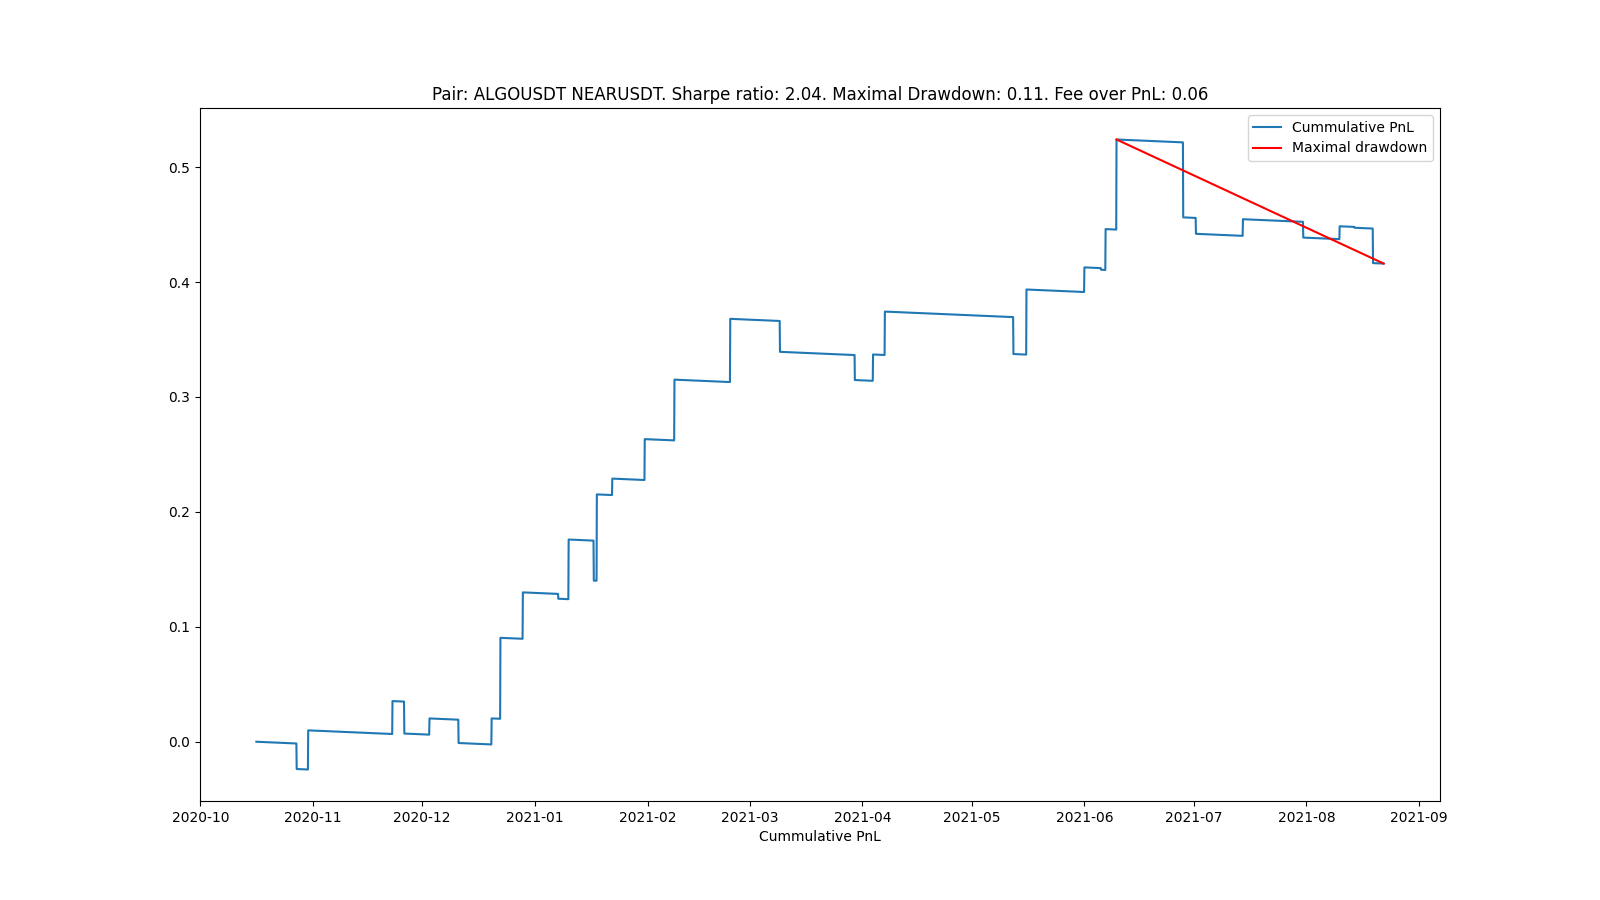 Pair: ALGOUSDT NEARUSDT. Sharpe ratio: 2.04. Maximal Drawdown: 0.11. Fee over PnL: 0.06
Cummulative PnL
Maximal drawdown
0.5
0.4
0.3
0.2
0.1
0.0
2020-10 2020-11 2020-12 2021-01 2021-02 2021-03 2021-04 2021-05 2021-06 2021-07 2021-08 2021-09
Cummulative PnL